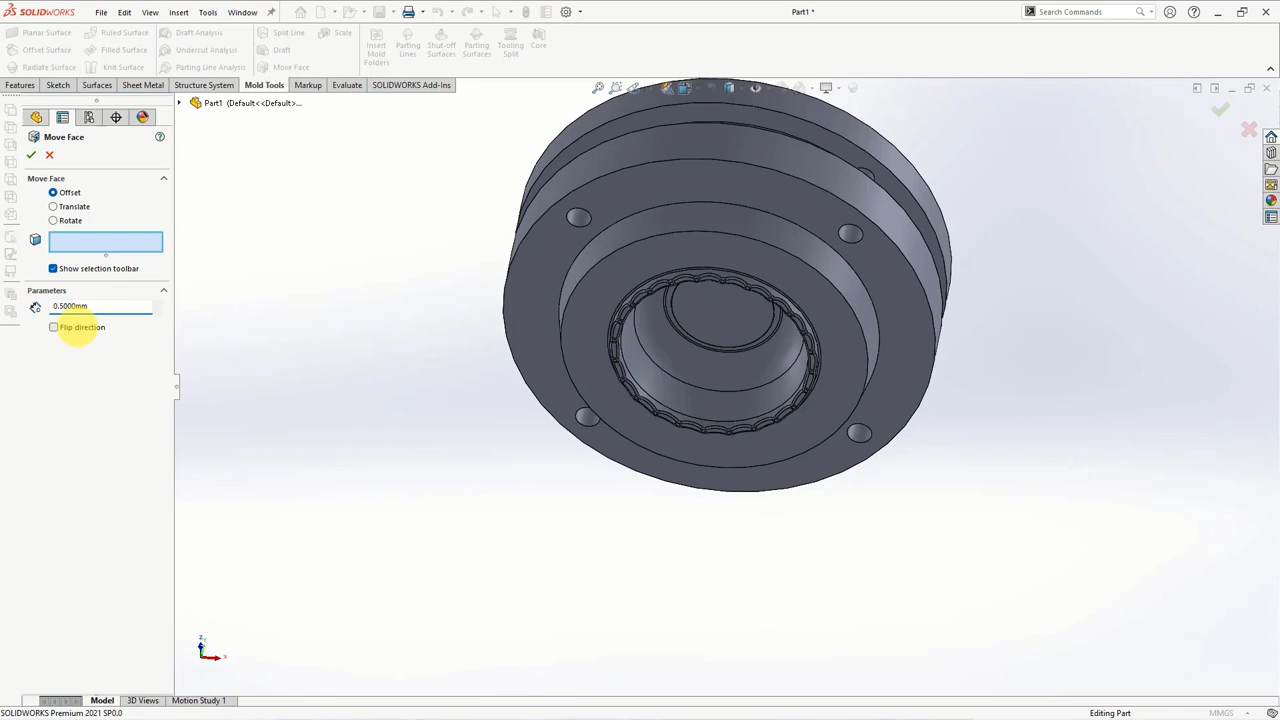 SOLIDWORKS File Edit View Insert Tools Window Part1 * Search Commands
Planar Surface Ruled Surface Draft Analysis Split Line Scale
Offset Surface Filled Surface Undercut Analysis Draft
Radiate Surface Knit Surface Parting Line Analysis Move Face
Insert Mold Folders Parting Lines Shut-off Surfaces Parting Surfaces Tooling Split Core
Features Sketch Surfaces Sheet Metal Structure System Mold Tools Markup Evaluate SOLIDWORKS Add-Ins
Part1 (Default<<Default>...
Move Face
Move Face
Offset
Translate
Rotate
Show selection toolbar
Parameters
0.5000mm
Flip direction
Z
Y
X
Model 3D Views Motion Study 1
SOLIDWORKS Premium 2021 SP0.0 Editing Part MMGS